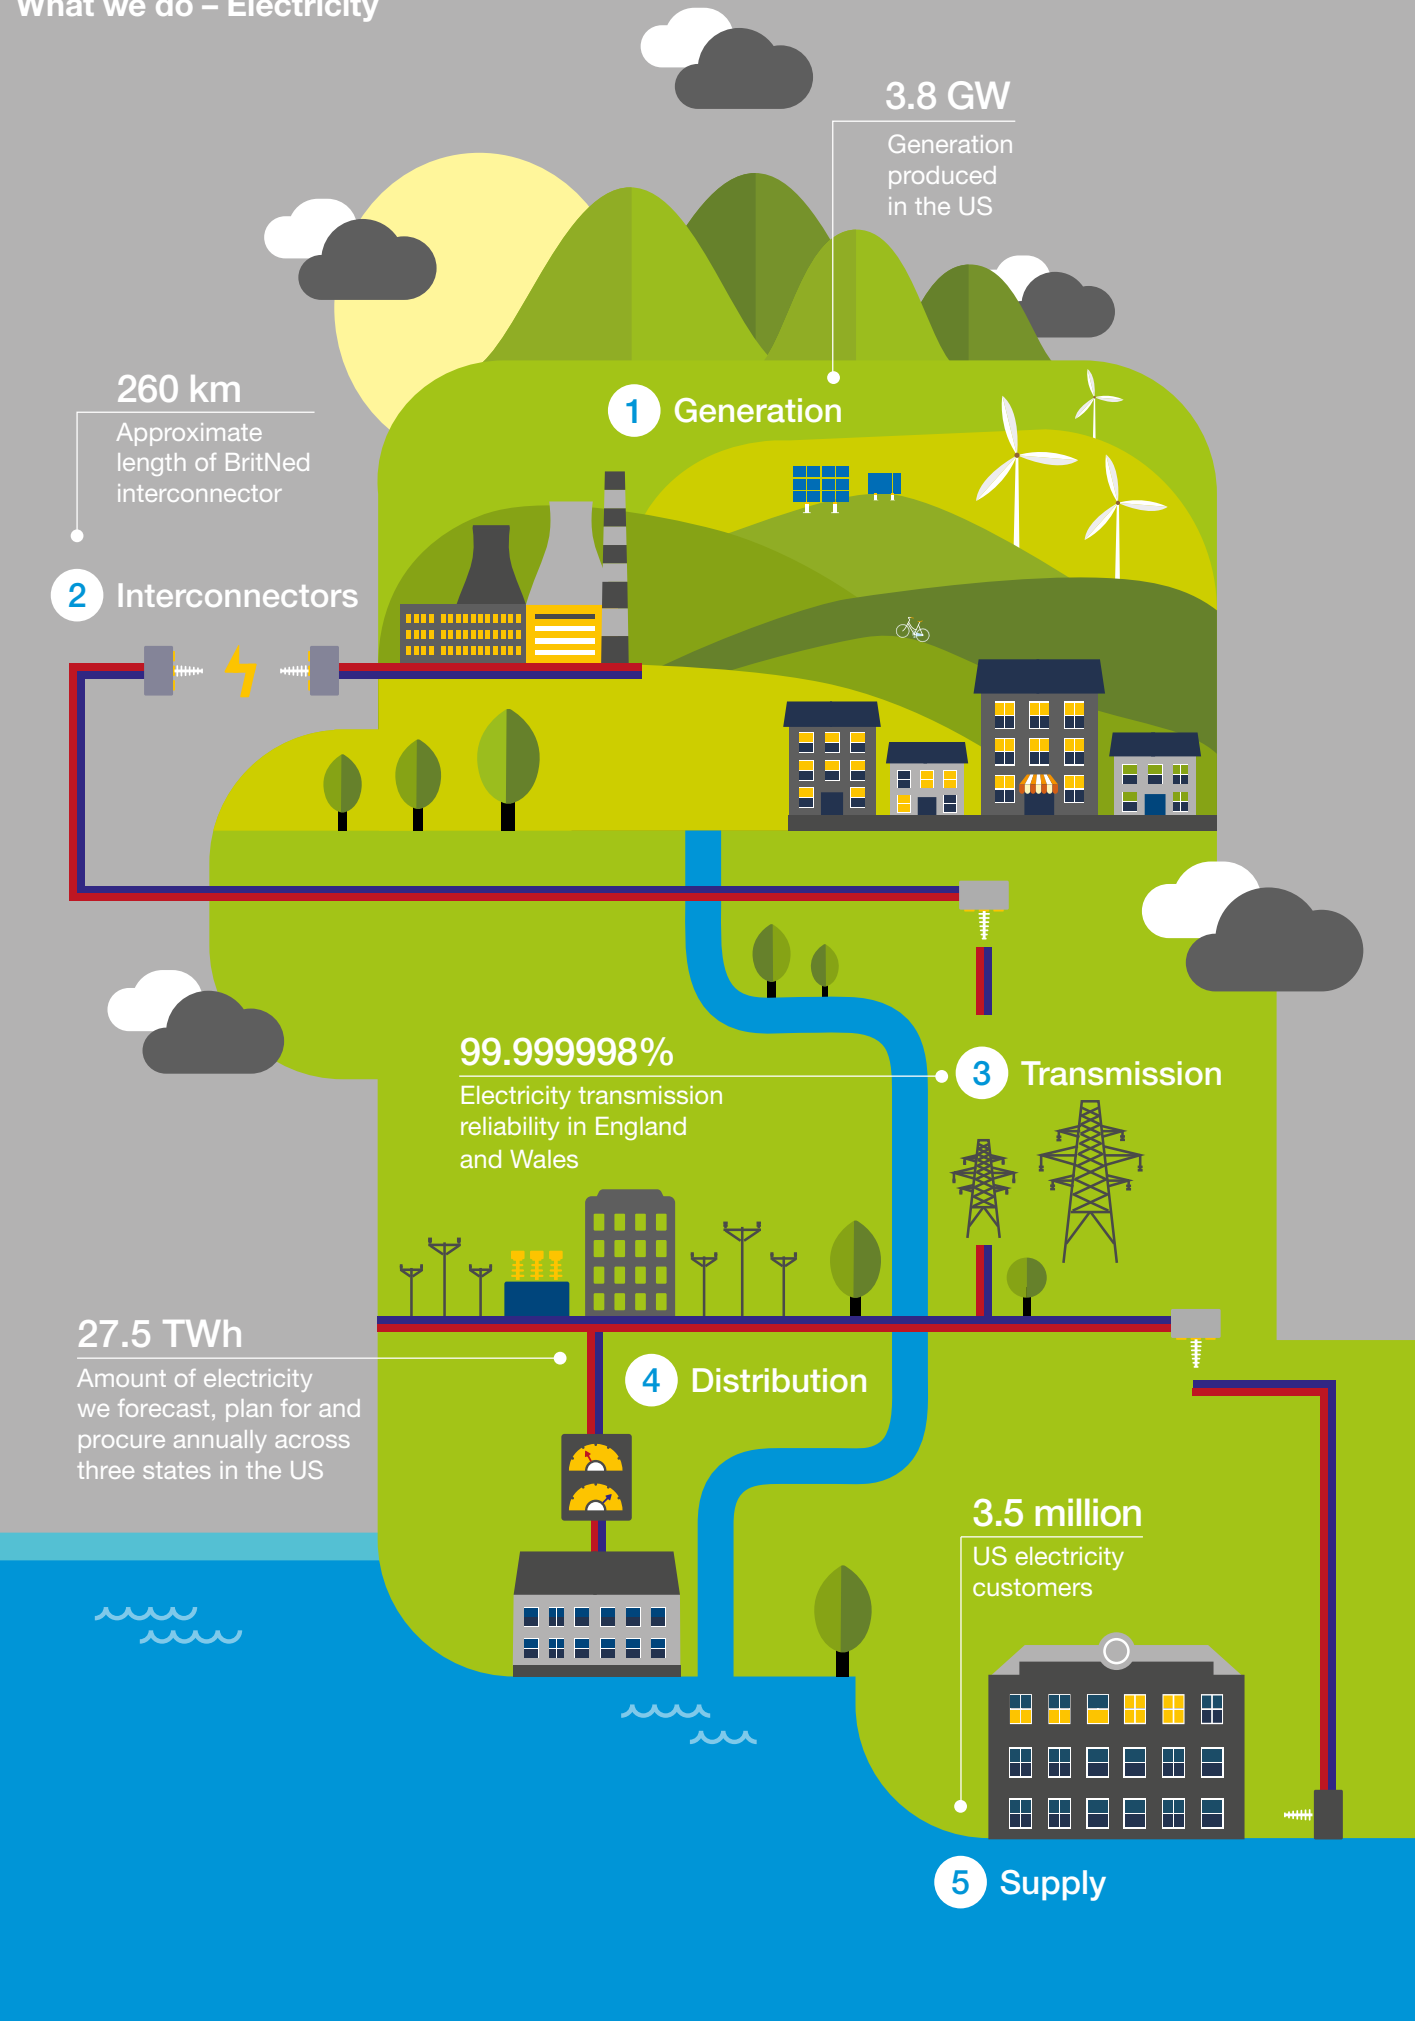 What we do – Electricity
3.8 GW
Generation
produced
in the US
260 km
Approximate
length of BritNed
interconnector
1 Generation
2 Interconnectors
99.999998%
Electricity transmission
reliability in England
and Wales
3 Transmission
27.5 TWh
Amount of electricity
we forecast, plan for and
procure annually across
three states in the US
4 Distribution
3.5 million
US electricity
customers
5 Supply